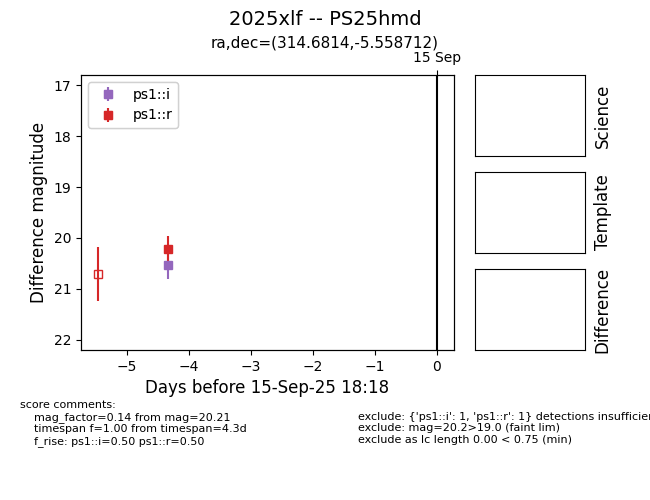 2025xlf -- PS25hmd
ra,dec=(314.6814,-5.558712)
15 Sep
ps1::i
ps1::r
17
18
19
20
21
22
Difference magnitude
−5
−4
−3
−2
−1
0
Days before 15-Sep-25 18:18
Science
Template
Difference
score comments:
mag_factor=0.14 from mag=20.21
timespan f=1.00 from timespan=4.3d
f_rise: ps1::i=0.50 ps1::r=0.50
exclude: {'ps1::i': 1, 'ps1::r': 1} detections
exclude: mag=20.2>19.0 (faint lim)
exclude as lc length 0.00 < 0.75 (min)